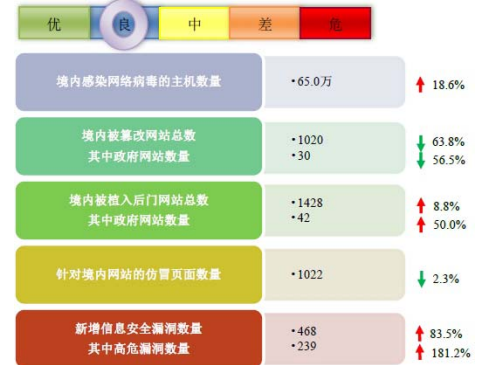 优 良 中 差 危
境内感染网络病毒的主机数量 •65.0万 18.6%
境内被篡改网站总数 •1020 63.8%
其中政府网站数量 •30 56.5%
境内被植入后门网站总数 •1428 8.8%
其中政府网站数量 •42 50.0%
针对境内网站的仿冒页面数量 •1022 2.3%
新增信息安全漏洞数量 •468 83.5%
其中高危漏洞数量 •239 181.2%